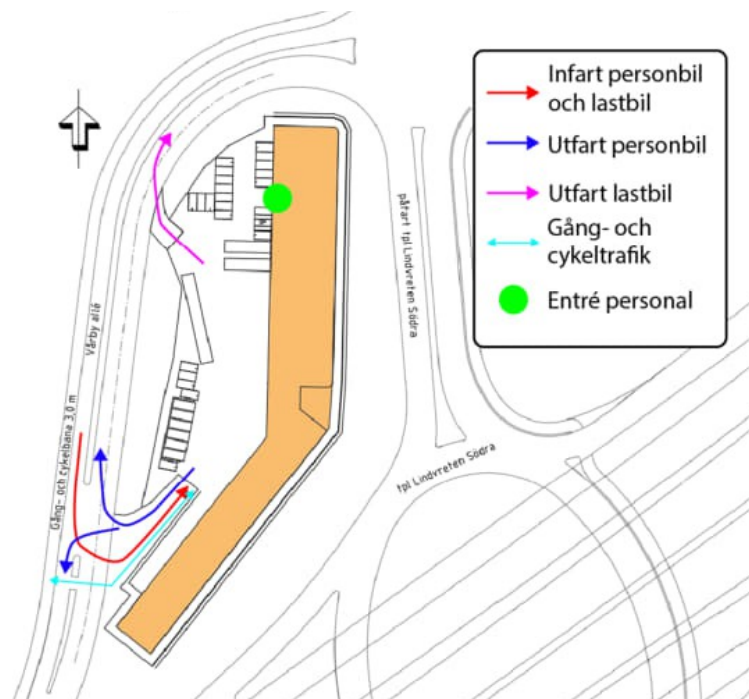 Infart personbil
och lastbil
Utfart personbil
Utfart lastbil
Gång- och
cykeltrafik
Entré personal
påfart tpl Lindvreten Södra
Vårby allé
Gång- och cykelbana 3,0 m
tpl Lindvreten Södra